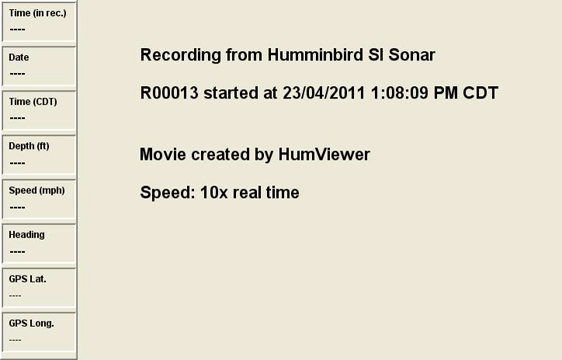 Time (in rec.)
----
Date
----
Time (CDT)
----
Depth (ft)
----
Speed (mph)
----
Heading
----
GPS Lat.
----
GPS Long.
----
Recording from Humminbird SI Sonar
R00013 started at 23/04/2011 1:08:09 PM CDT
Movie created by HumViewer
Speed: 10x real time